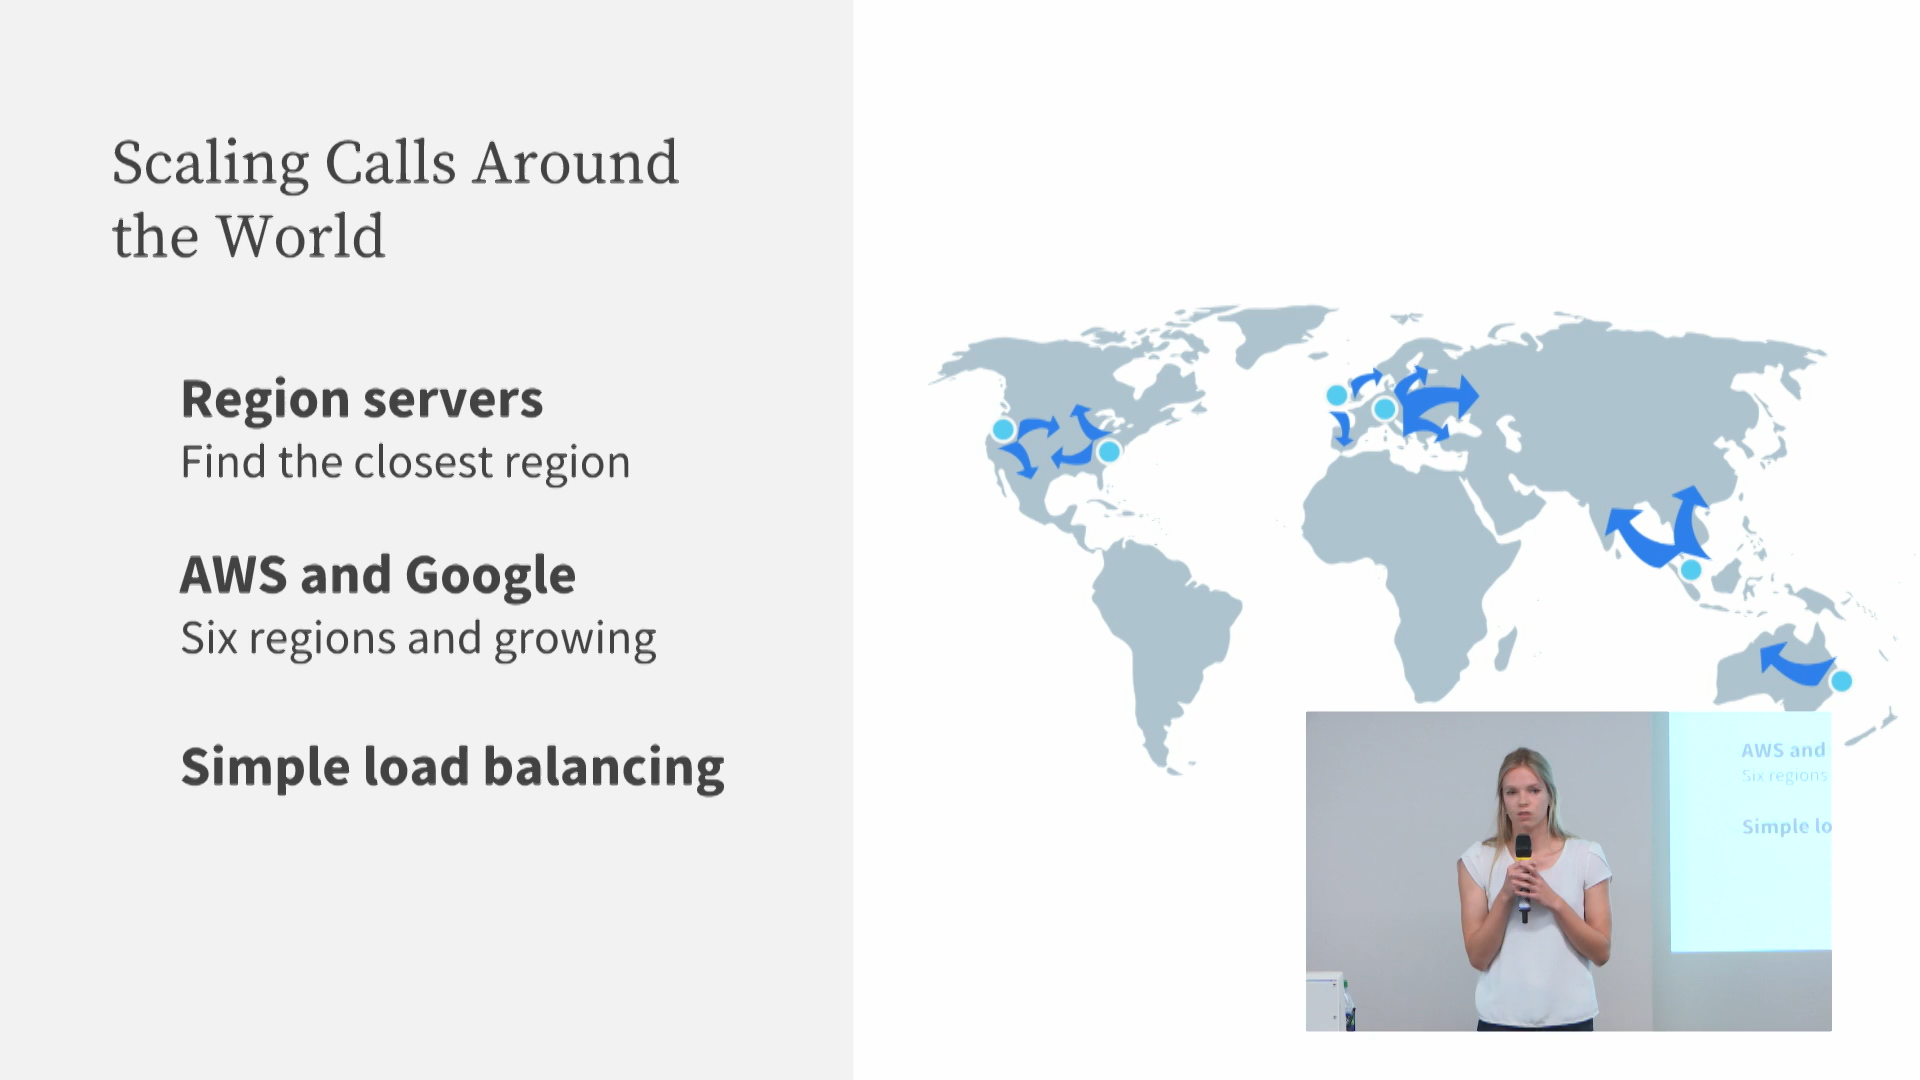 Scaling Calls Around
the World
Region servers
Find the closest region
AWS and Google
Six regions and growing
Simple load balancing
AWS and
Six regions
Simple lo